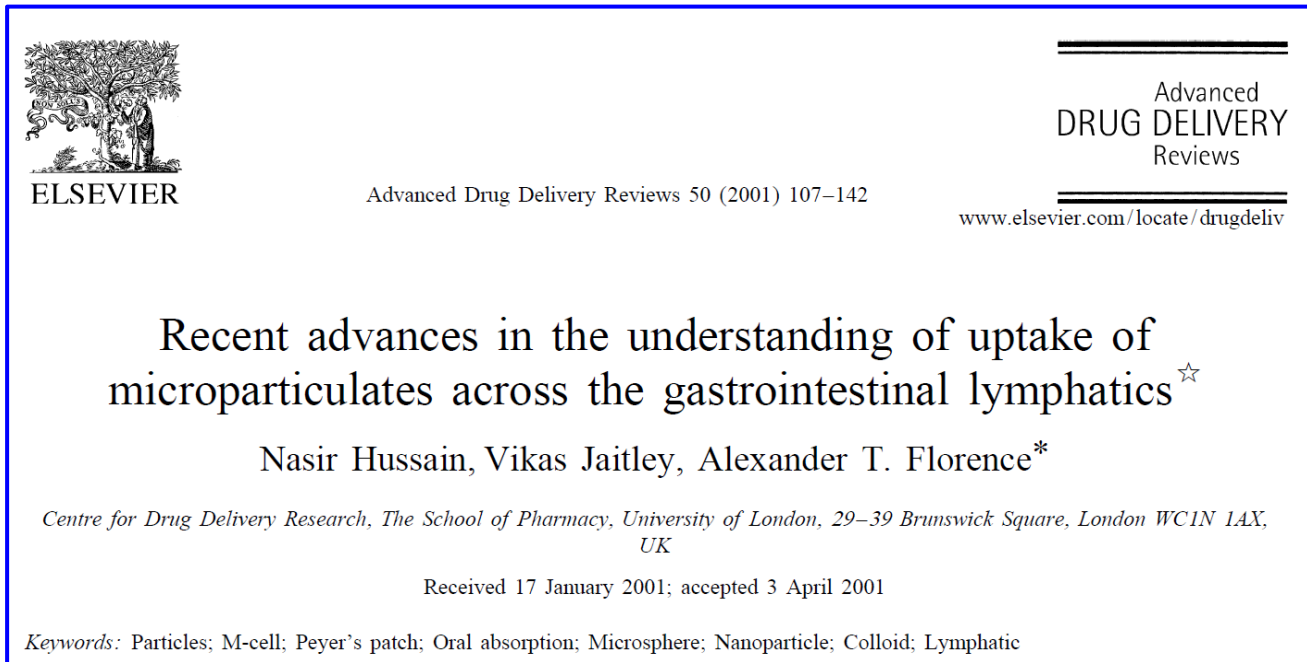 Advanced
DRUG DELIVERY
Reviews
ELSEVIER
Advanced Drug Delivery Reviews 50 (2001) 107–142
www.elsevier.com/locate/drugdeliv
Recent advances in the understanding of uptake of
microparticulates across the gastrointestinal lymphatics☆
Nasir Hussain, Vikas Jaitley, Alexander T. Florence*
Centre for Drug Delivery Research, The School of Pharmacy, University of London, 29–39 Brunswick Square, London WC1N 1AX,
UK
Received 17 January 2001; accepted 3 April 2001
Keywords: Particles; M-cell; Peyer's patch; Oral absorption; Microsphere; Nanoparticle; Colloid; Lymphatic